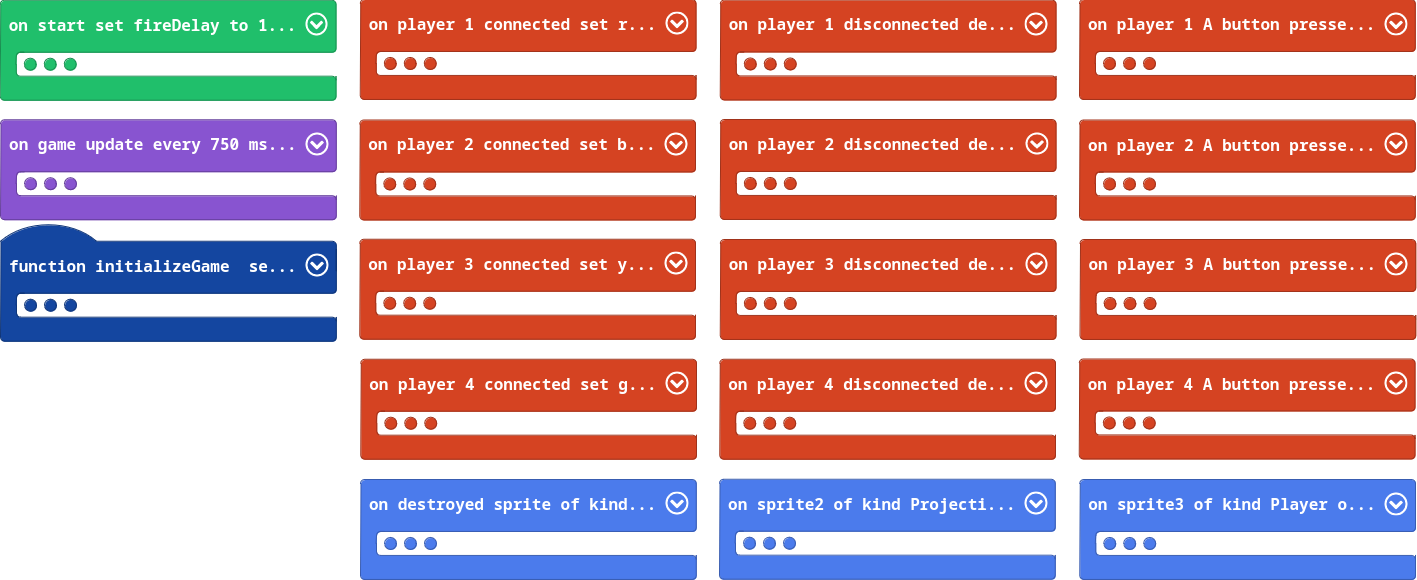 on start set fireDelay to 1...
on player 1 connected set r...
on player 1 disconnected de...
on player 1 A button presse...
on game update every 750 ms...
on player 2 connected set b...
on player 2 disconnected de...
on player 2 A button presse...
function initializeGame  se...
on player 3 connected set y...
on player 3 disconnected de...
on player 3 A button presse...
on player 4 connected set g...
on player 4 disconnected de...
on player 4 A button presse...
on destroyed sprite of kind...
on sprite2 of kind Projecti...
on sprite3 of kind Player o...